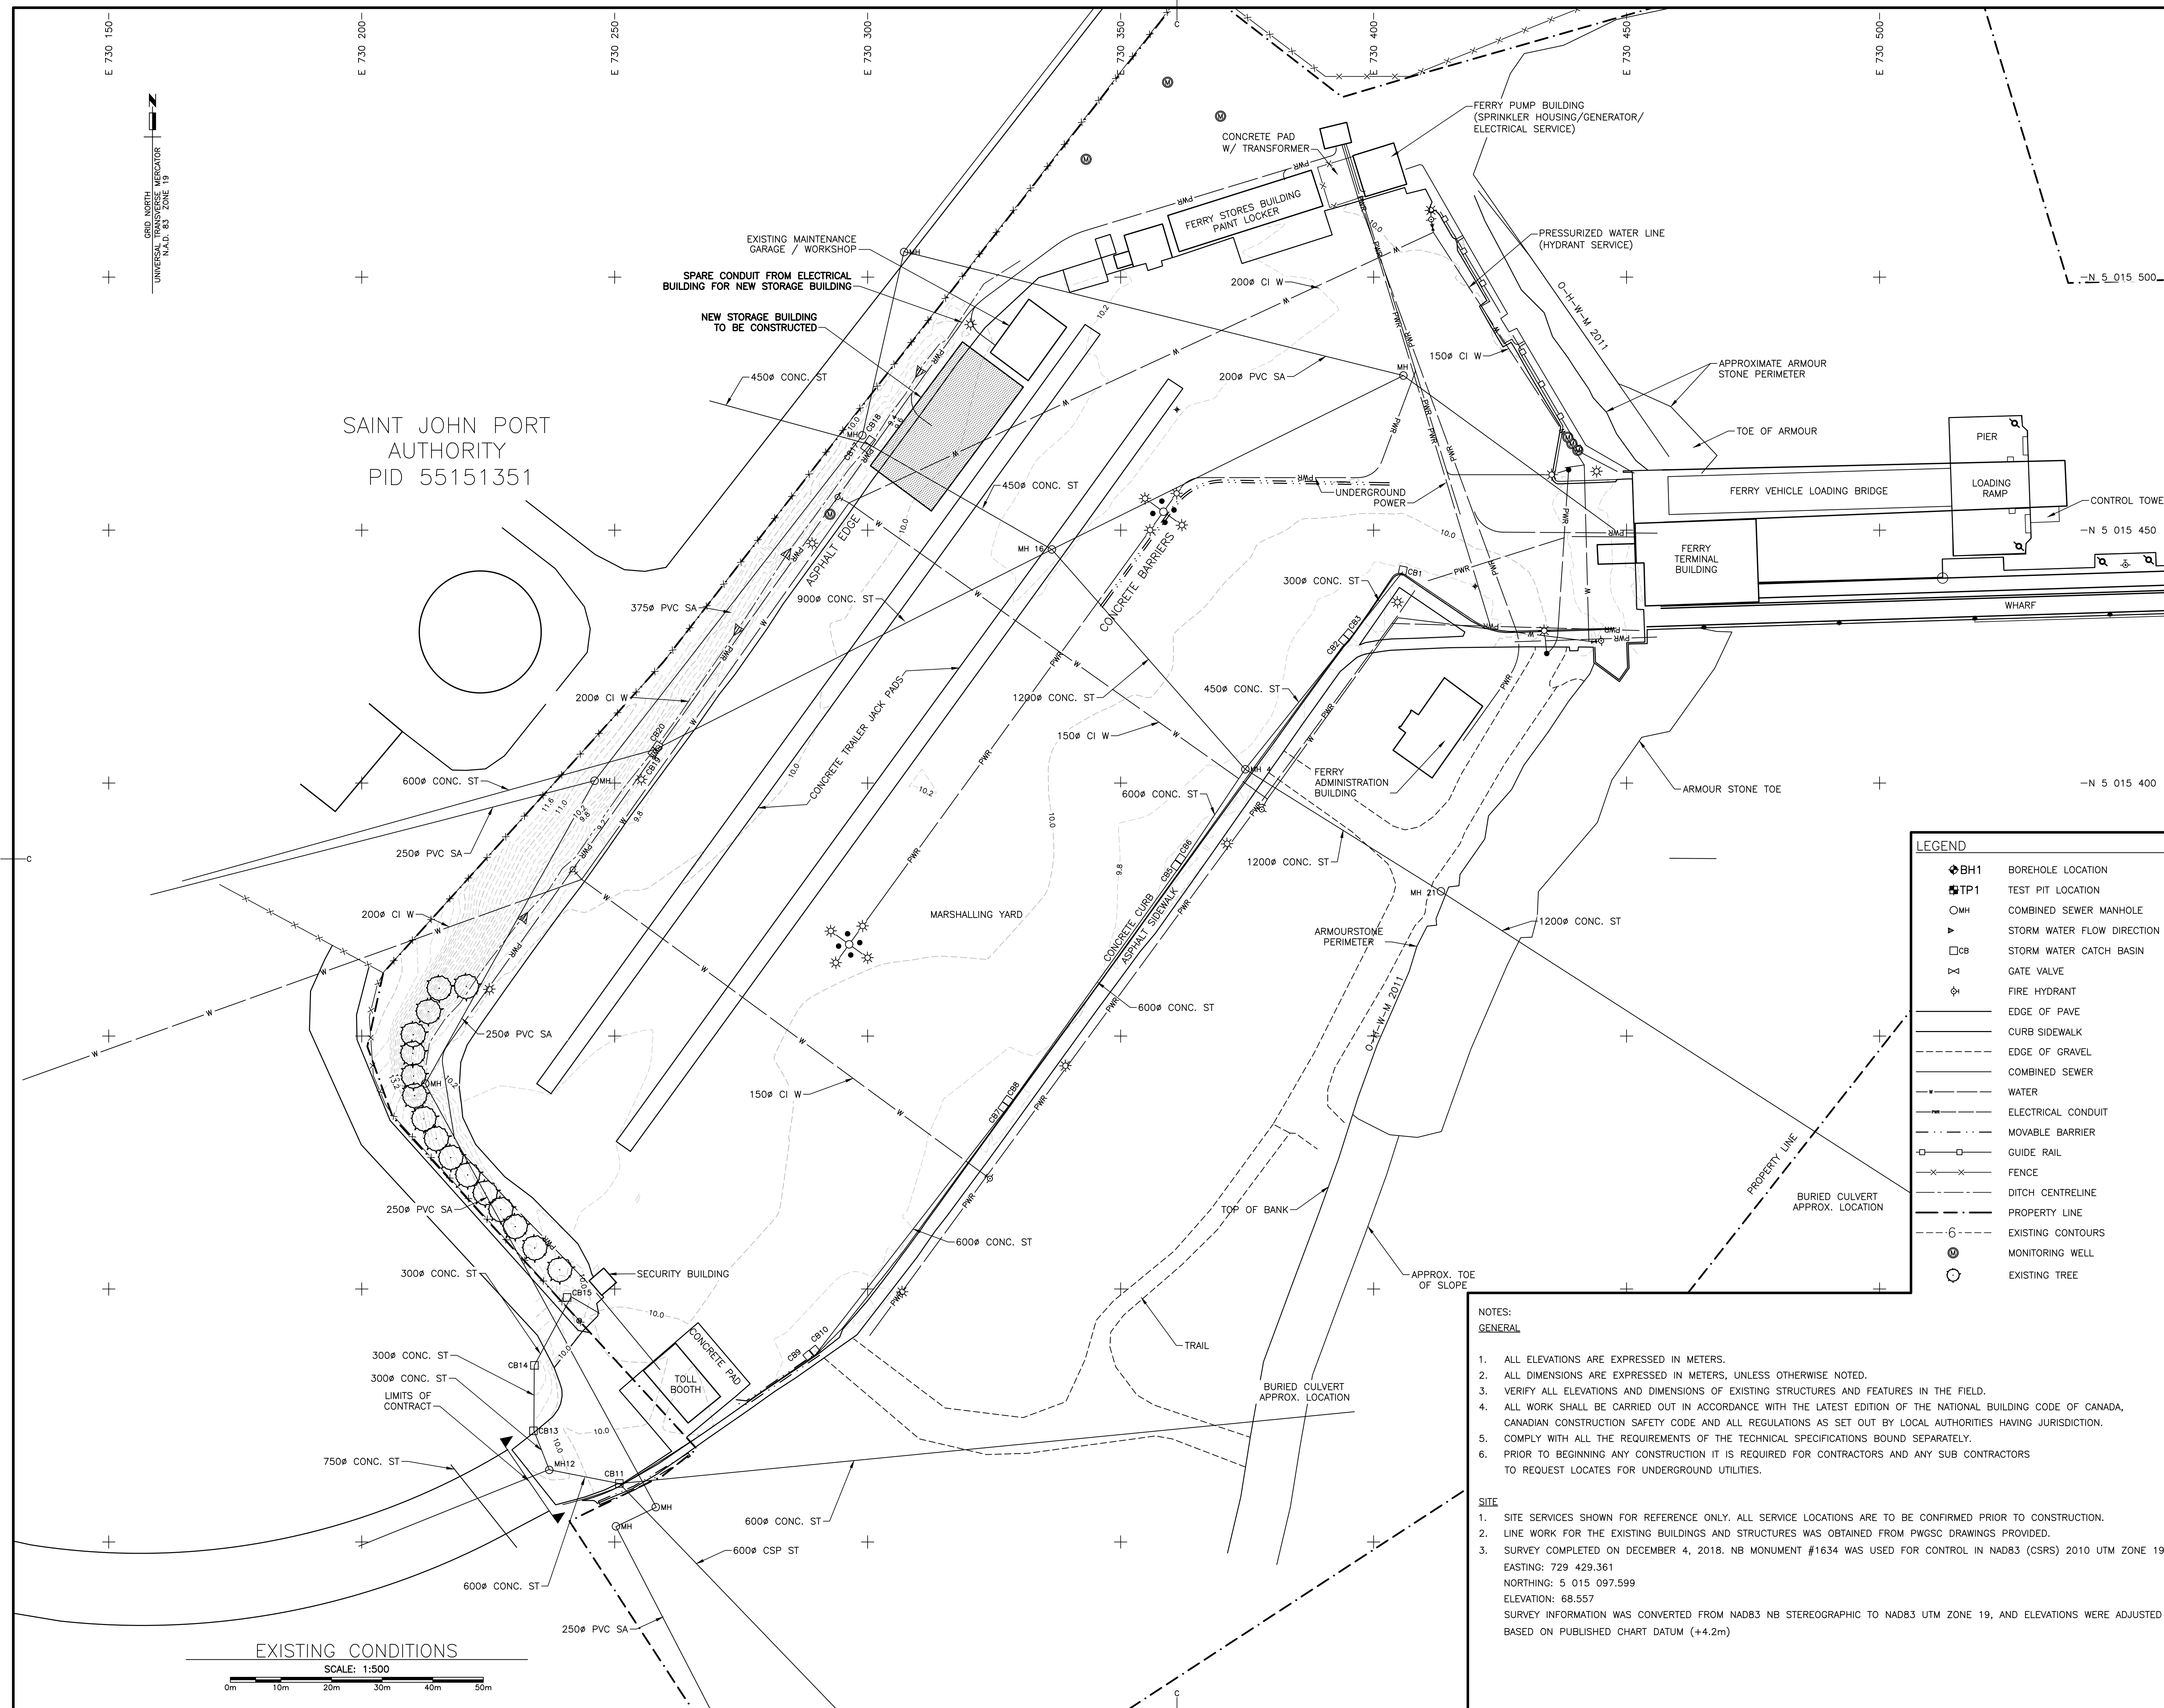 E 730 150
E 730 200
E 730 250
E 730 300
E 730 350
E 730 400
E 730 450
E 730 500
C
GRID NORTH
UNIVERSAL TRANSVERSE MERCATOR
N.A.D. 83 ZONE 19
SAINT JOHN PORT
AUTHORITY
PID 55151351
FERRY PUMP BUILDING
(SPRINKLER HOUSING/GENERATOR/
ELECTRICAL SERVICE)
CONCRETE PAD
W/ TRANSFORMER
FERRY STORES BUILDING
PAINT LOCKER
EXISTING MAINTENANCE
GARAGE / WORKSHOP
SPARE CONDUIT FROM ELECTRICAL
BUILDING FOR NEW STORAGE BUILDING
NEW STORAGE BUILDING
TO BE CONSTRUCTED
PRESSURIZED WATER LINE
(HYDRANT SERVICE)
200ø CI W
O-H-W-M 2011
N 5 015 500
450ø CONC. ST
200ø PVC SA
150ø CI W
MH
APPROXIMATE ARMOUR
STONE PERIMETER
TOE OF ARMOUR
PIER
LOADING
RAMP
FERRY VEHICLE LOADING BRIDGE
CONTROL TOWE
N 5 015 450
MH
CB17
CB18
450ø CONC. ST
UNDERGROUND
POWER
ASPHALT EDGE
MH 16
CONCRETE BARRIERS
FERRY
TERMINAL
BUILDING
WHARF
300ø CONC. ST
CB1
CB2
CB3
900ø CONC. ST
375ø PVC SA
200ø CI W
1200ø CONC. ST
450ø CONC. ST
150ø CI W
CB20
CB19
CONCRETE TRAILER JACK PADS
600ø CONC. ST
MH
MH 4
FERRY
ADMINISTRATION
BUILDING
600ø CONC. ST
ARMOUR STONE TOE
N 5 015 400
250ø PVC SA
1200ø CONC. ST
CB5
CB6
MH 21
200ø CI W
MARSHALLING YARD
CONCRETE CURB
ASPHALT SIDEWALK
ARMOURSTONE
PERIMETER
1200ø CONC. ST
600ø CONC. ST
250ø PVC SA
O-H-W-M 2011
MH
150ø CI W
CB7
CB8
250ø PVC SA
TOP OF BANK
PROPERTY LINE
BURIED CULVERT
APPROX. LOCATION
600ø CONC. ST
300ø CONC. ST
SECURITY BUILDING
CB15
APPROX. TOE
OF SLOPE
TRAIL
CB9
CB10
300ø CONC. ST
CB14
300ø CONC. ST
LIMITS OF
CONTRACT
CONCRETE PAD
TOLL
BOOTH
BURIED CULVERT
APPROX. LOCATION
CB13
750ø CONC. ST
MH12
CB11
MH
MH
600ø CONC. ST
600ø CSP ST
600ø CONC. ST
250ø PVC SA
EXISTING CONDITIONS
SCALE: 1:500
0m 10m 20m 30m 40m 50m
C
LEGEND
BH1 BOREHOLE LOCATION
TP1 TEST PIT LOCATION
MH COMBINED SEWER MANHOLE
STORM WATER FLOW DIRECTION
CB STORM WATER CATCH BASIN
GATE VALVE
FIRE HYDRANT
EDGE OF PAVE
CURB SIDEWALK
EDGE OF GRAVEL
COMBINED SEWER
W WATER
PWR ELECTRICAL CONDUIT
MOVABLE BARRIER
GUIDE RAIL
FENCE
DITCH CENTRELINE
PROPERTY LINE
6 EXISTING CONTOURS
M MONITORING WELL
EXISTING TREE
NOTES:
GENERAL
1. ALL ELEVATIONS ARE EXPRESSED IN METERS.
2. ALL DIMENSIONS ARE EXPRESSED IN METERS, UNLESS OTHERWISE NOTED.
3. VERIFY ALL ELEVATIONS AND DIMENSIONS OF EXISTING STRUCTURES AND FEATURES IN THE FIELD.
4. ALL WORK SHALL BE CARRIED OUT IN ACCORDANCE WITH THE LATEST EDITION OF THE NATIONAL BUILDING CODE OF CANADA,
CANADIAN CONSTRUCTION SAFETY CODE AND ALL REGULATIONS AS SET OUT BY LOCAL AUTHORITIES HAVING JURISDICTION.
5. COMPLY WITH ALL THE REQUIREMENTS OF THE TECHNICAL SPECIFICATIONS BOUND SEPARATELY.
6. PRIOR TO BEGINNING ANY CONSTRUCTION IT IS REQUIRED FOR CONTRACTORS AND ANY SUB CONTRACTORS
TO REQUEST LOCATES FOR UNDERGROUND UTILITIES.
SITE
1. SITE SERVICES SHOWN FOR REFERENCE ONLY. ALL SERVICE LOCATIONS ARE TO BE CONFIRMED PRIOR TO CONSTRUCTION.
2. LINE WORK FOR THE EXISTING BUILDINGS AND STRUCTURES WAS OBTAINED FROM PWGSC DRAWINGS PROVIDED.
3. SURVEY COMPLETED ON DECEMBER 4, 2018. NB MONUMENT #1634 WAS USED FOR CONTROL IN NAD83 (CSRS) 2010 UTM ZONE 19
EASTING: 729 429.361
NORTHING: 5 015 097.599
ELEVATION: 68.557
SURVEY INFORMATION WAS CONVERTED FROM NAD83 NB STEREOGRAPHIC TO NAD83 UTM ZONE 19, AND ELEVATIONS WERE ADJUSTED
BASED ON PUBLISHED CHART DATUM (+4.2m)